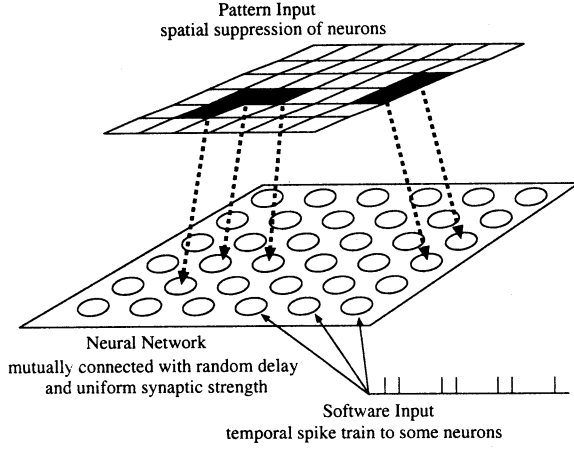 Pattern Input
spatial suppression of neurons
Neural Network
mutually connected with random delay
and uniform synaptic strength
Software Input
temporal spike train to some neurons